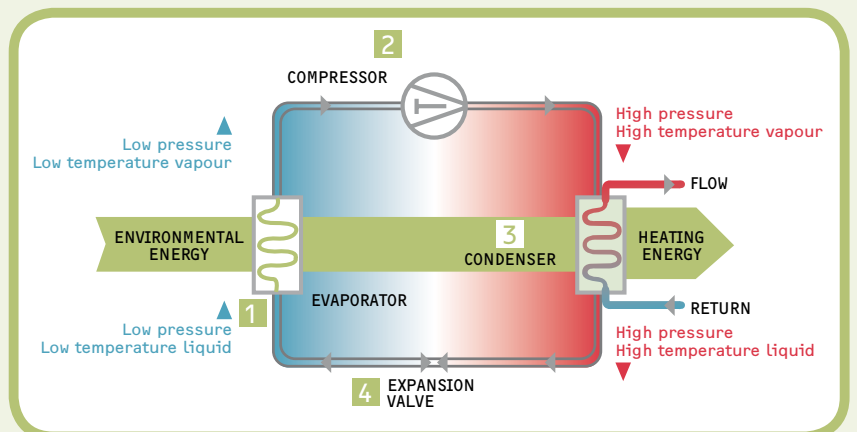 2
COMPRESSOR
High pressure
High temperature vapour
Low pressure
Low temperature vapour
FLOW
ENVIRONMENTAL
ENERGY
3
CONDENSER
HEATING
ENERGY
1
EVAPORATOR
RETURN
Low pressure
Low temperature liquid
High pressure
High temperature liquid
4
EXPANSION
VALVE